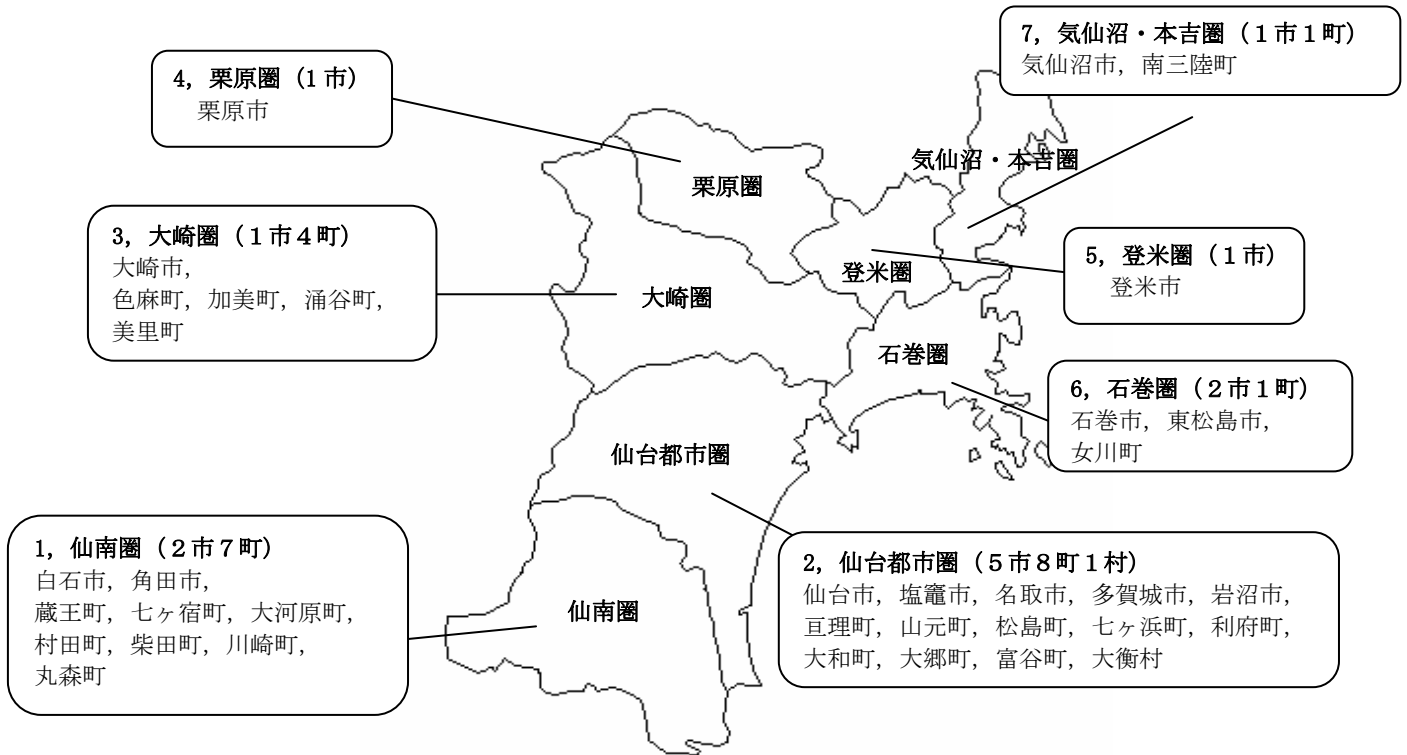 7, 気仙沼・本吉圏（１市１町）
気仙沼市, 南三陸町
4, 栗原圏（１市）
栗原市
気仙沼・本吉圏
栗原圏
3, 大崎圏（１市４町）
大崎市,
色麻町, 加美町, 涌谷町,
美里町
5, 登米圏（１市）
登米市
登米圏
大崎圏
石巻圏
6, 石巻圏（２市１町）
石巻市, 東松島市,
女川町
仙台都市圏
1, 仙南圏（２市７町）
白石市, 角田市,
蔵王町, 七ヶ宿町, 大河原町,
村田町, 柴田町, 川崎町,
丸森町
仙南圏
2, 仙台都市圏（５市８町１村）
仙台市, 塩竈市, 名取市, 多賀城市, 岩沼市,
亘理町, 山元町, 松島町, 七ヶ浜町, 利府町,
大和町, 大郷町, 富谷町, 大衡村